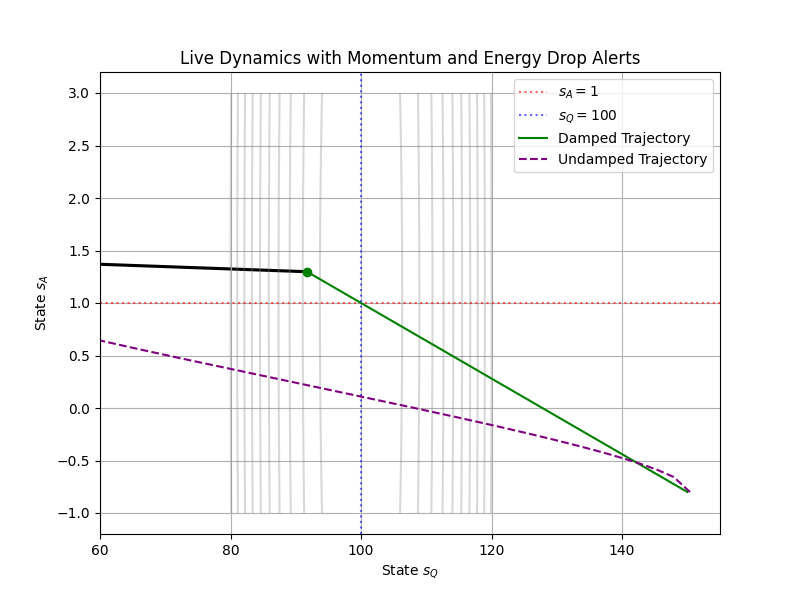 Live Dynamics with Momentum and Energy Drop Alerts
3.0
2.5
2.0
1.5
1.0
0.5
0.0
−0.5
−1.0
State s_A
s_A = 1
s_Q = 100
Damped Trajectory
Undamped Trajectory
60 80 100 120 140
State s_Q